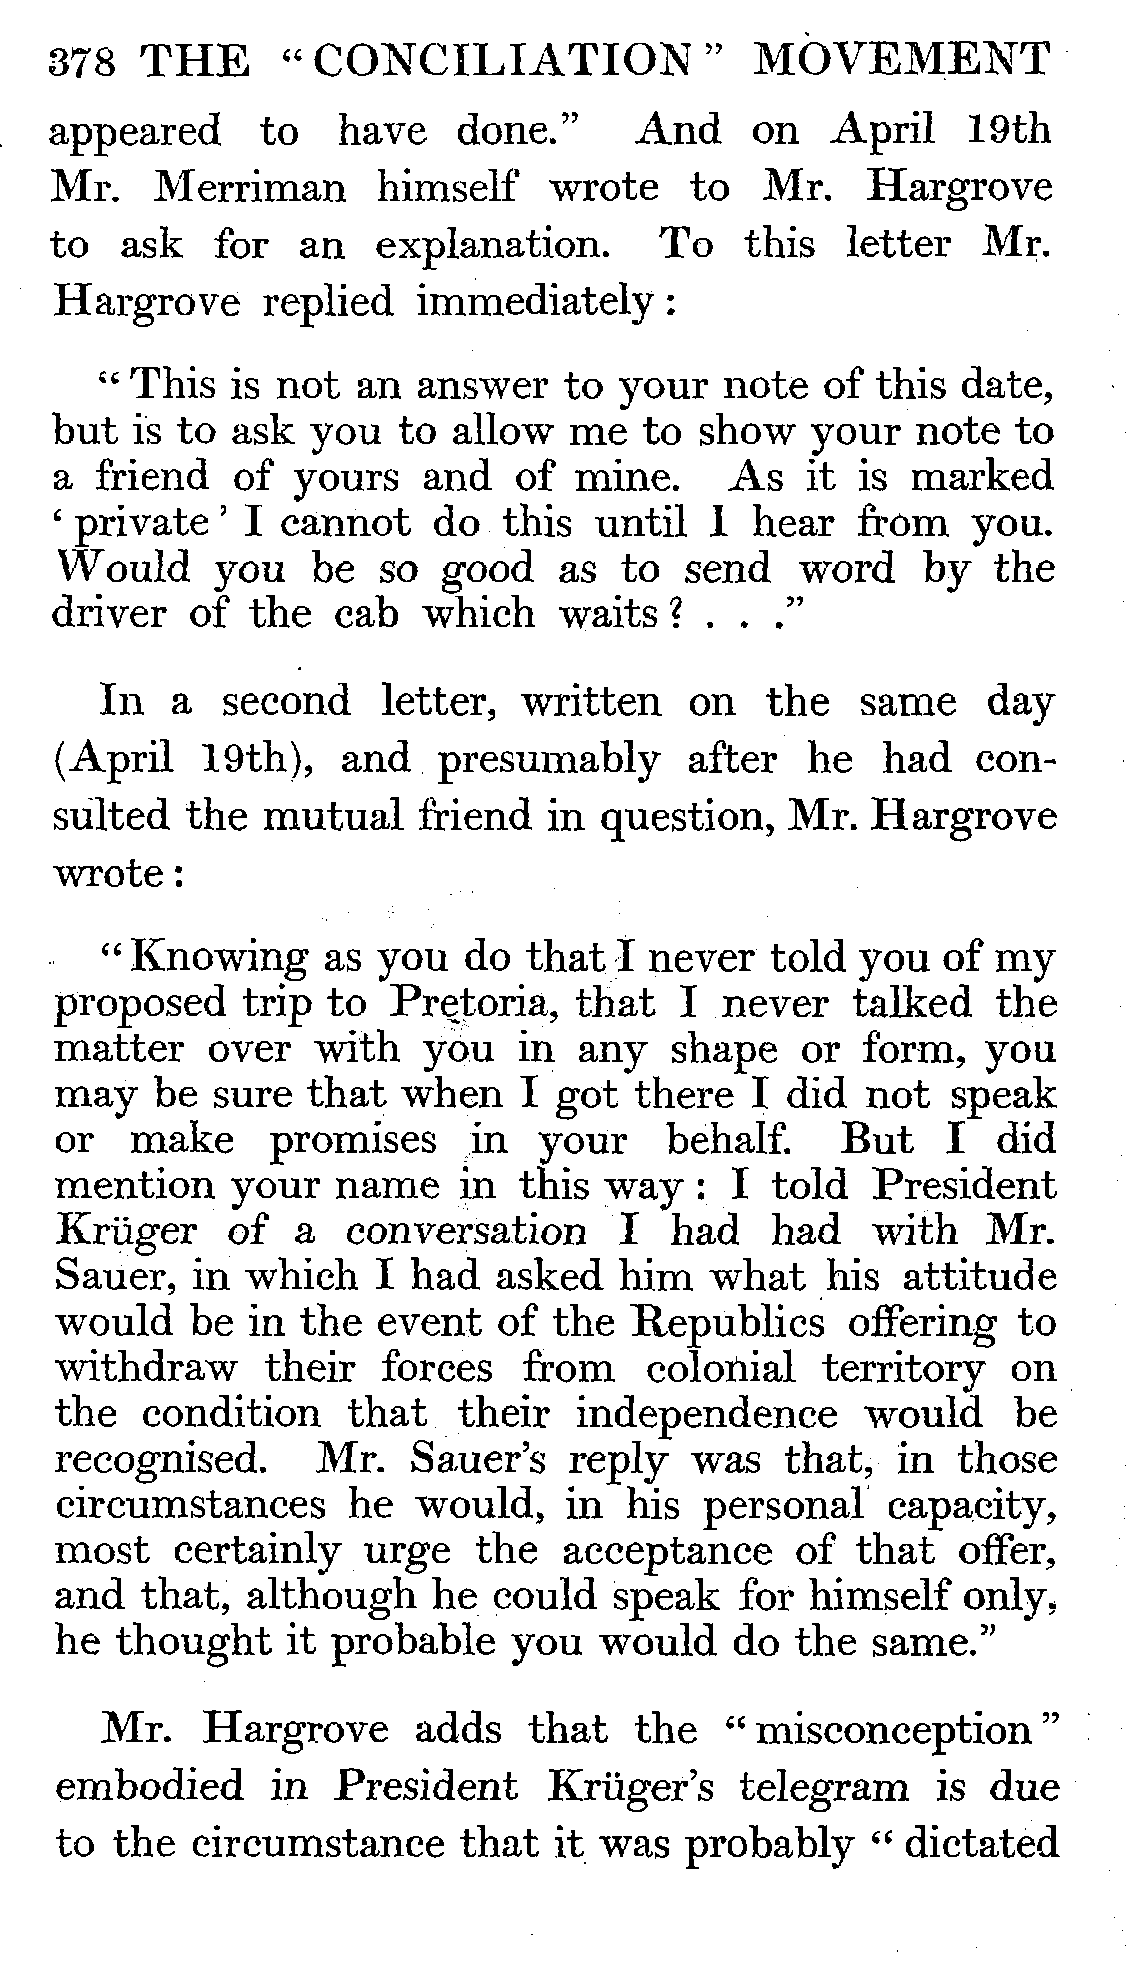 378 THE “CONCILIATION” MOVEMENT
appeared to have done.” And on April 19th
Mr. Merriman himself wrote to Mr. Hargrove
to ask for an explanation. To this letter Mr.
Hargrove replied immediately :
“This is not an answer to your note of this date,
but is to ask you to allow me to show your note to
a friend of yours and of mine. As it is marked
‘private’ I cannot do this until I hear from you.
Would you be so good as to send word by the
driver of the cab which waits? . . .”
In a second letter, written on the same day
(April 19th), and presumably after he had con-
sulted the mutual friend in question, Mr. Hargrove
wrote :
“Knowing as you do that I never told you of my
proposed trip to Pretoria, that I never talked the
matter over with you in any shape or form, you
may be sure that when I got there I did not speak
or make promises in your behalf. But I did
mention your name in this way : I told President
Krüger of a conversation I had had with Mr.
Sauer, in which I had asked him what his attitude
would be in the event of the Republics offering to
withdraw their forces from colonial territory on
the condition that their independence would be
recognised. Mr. Sauer’s reply was that, in those
circumstances he would, in his personal capacity,
most certainly urge the acceptance of that offer,
and that, although he could speak for himself only,
he thought it probable you would do the same.”
Mr. Hargrove adds that the “misconception”
embodied in President Krüger’s telegram is due
to the circumstance that it was probably “dictated